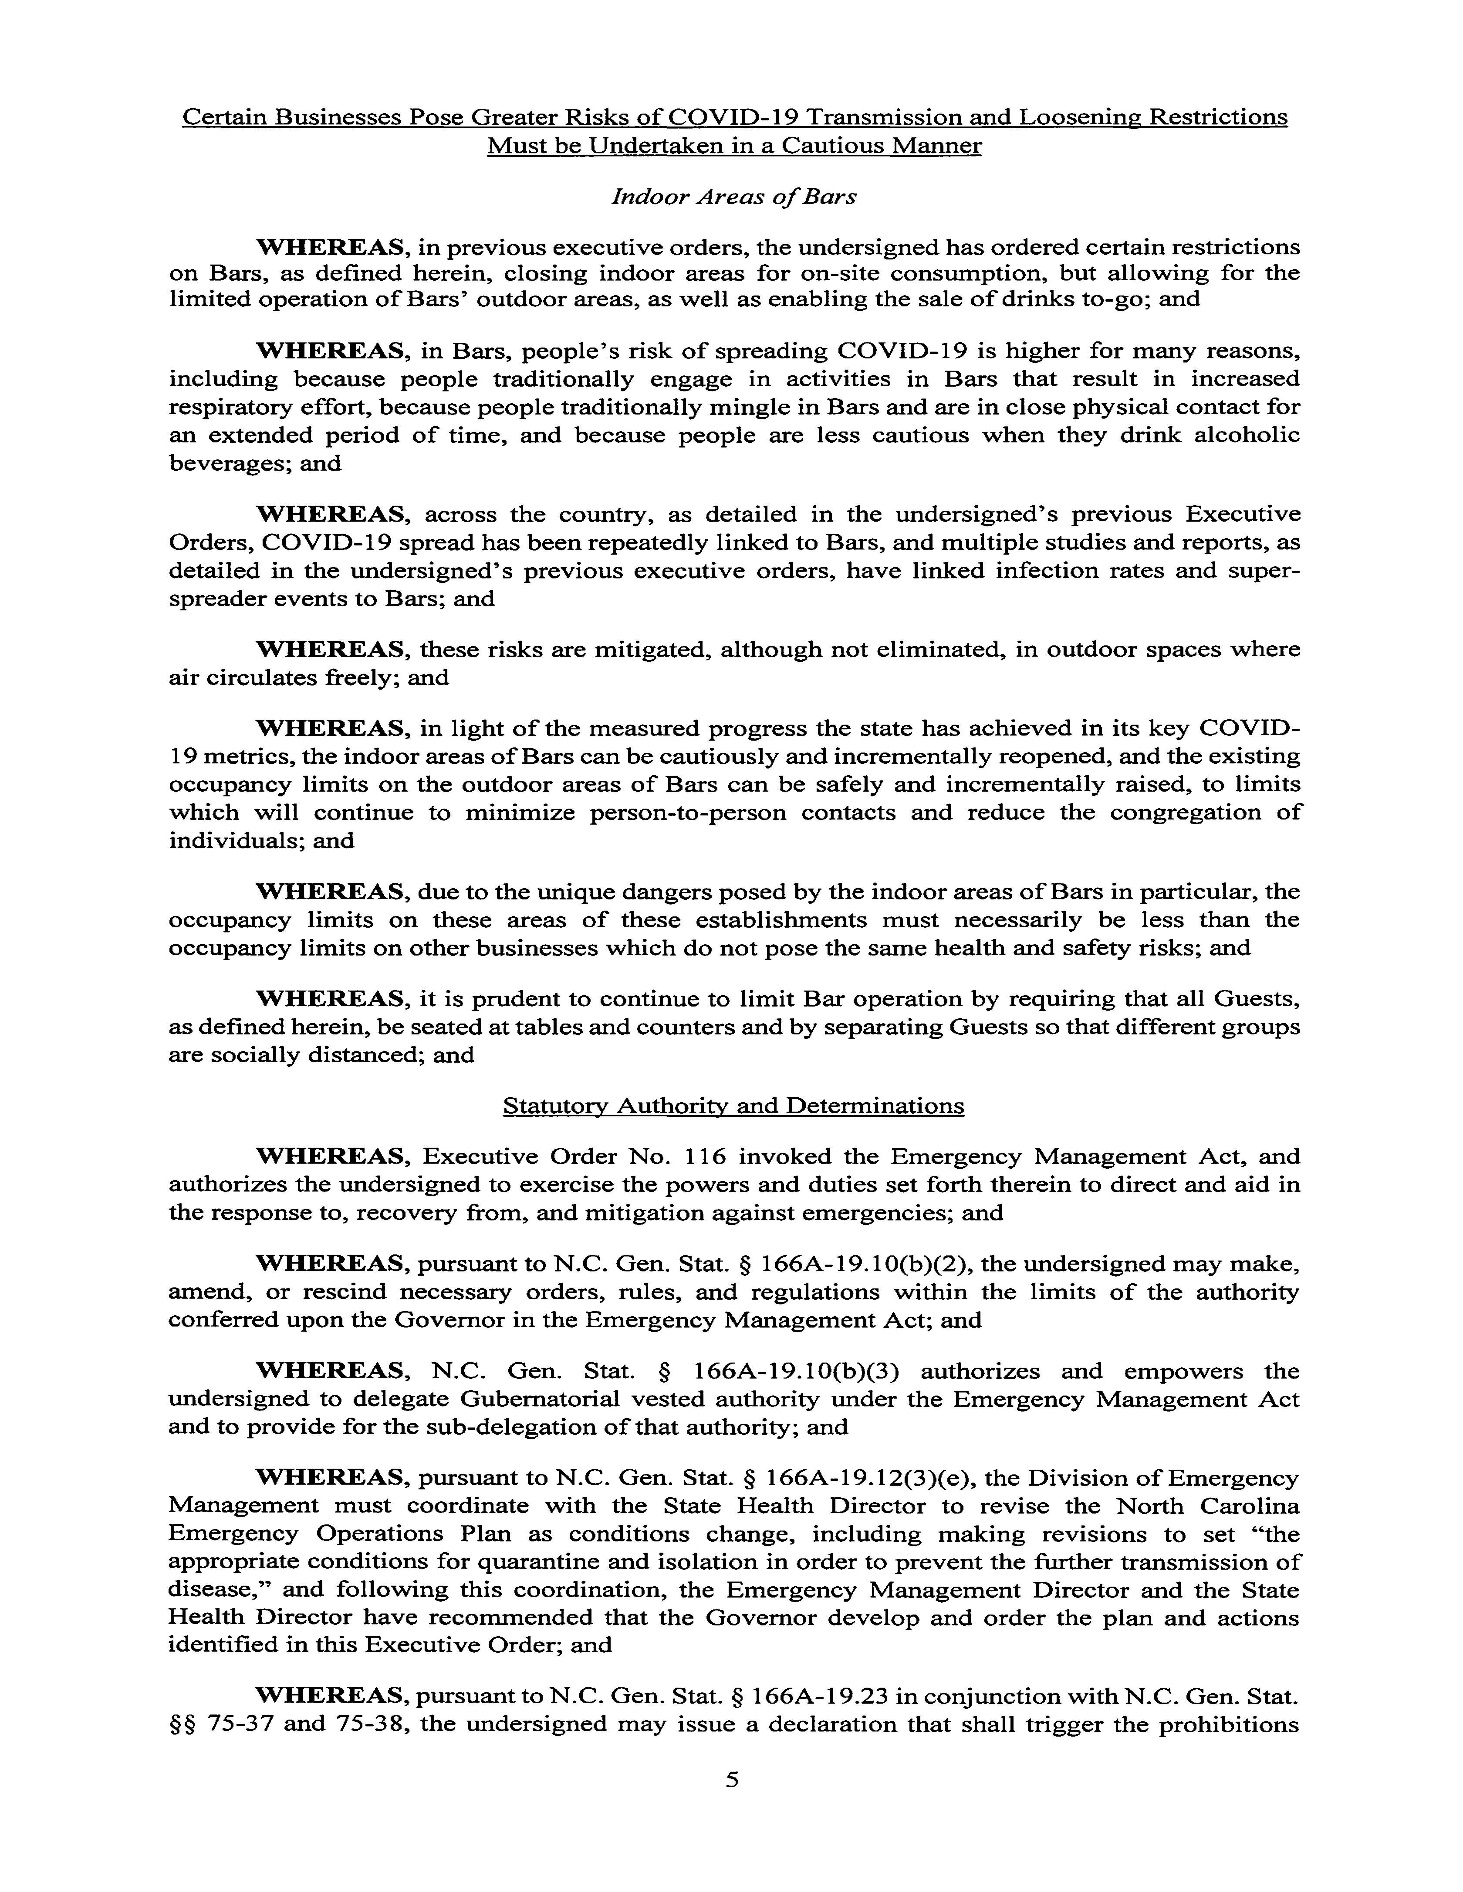 Certain Businesses Pose Greater Risks of COVID-19 Transmission and Loosening Restrictions
Must be Undertaken in a Cautious Manner
Indoor Areas of Bars
WHEREAS, in previous executive orders, the undersigned has ordered certain restrictions
on Bars, as defined herein, closing indoor areas for on-site consumption, but allowing for the
limited operation of Bars' outdoor areas, as well as enabling the sale of drinks to-go; and
WHEREAS, in Bars, people's risk of spreading COVID-19 is higher for many reasons,
including because people traditionally engage in activities in Bars that result in increased
respiratory effort, because people traditionally mingle in Bars and are in close physical contact for
an extended period of time, and because people are less cautious when they drink alcoholic
beverages; and
WHEREAS, across the country, as detailed in the undersigned's previous Executive
Orders, COVID-19 spread has been repeatedly linked to Bars, and multiple studies and reports, as
detailed in the undersigned's previous executive orders, have linked infection rates and super-
spreader events to Bars; and
WHEREAS, these risks are mitigated, although not eliminated, in outdoor spaces where
air circulates freely; and
WHEREAS, in light of the measured progress the state has achieved in its key COVID-
19 metrics, the indoor areas of Bars can be cautiously and incrementally reopened, and the existing
occupancy limits on the outdoor areas of Bars can be safely and incrementally raised, to limits
which will continue to minimize person-to-person contacts and reduce the congregation of
individuals; and
WHEREAS, due to the unique dangers posed by the indoor areas of Bars in particular, the
occupancy limits on these areas of these establishments must necessarily be less than the
occupancy limits on other businesses which do not pose the same health and safety risks; and
WHEREAS, it is prudent to continue to limit Bar operation by requiring that all Guests,
as defined herein, be seated at tables and counters and by separating Guests so that different groups
are socially distanced; and
Statutory Authority and Determinations
WHEREAS, Executive Order No. 116 invoked the Emergency Management Act, and
authorizes the undersigned to exercise the powers and duties set forth therein to direct and aid in
the response to, recovery from, and mitigation against emergencies; and
WHEREAS, pursuant to N.C. Gen. Stat. § 166A-19.10(b)(2), the undersigned may make,
amend, or rescind necessary orders, rules, and regulations within the limits of the authority
conferred upon the Governor in the Emergency Management Act; and
WHEREAS, N.C. Gen. Stat. § 166A-19.10(b)(3) authorizes and empowers the
undersigned to delegate Gubernatorial vested authority under the Emergency Management Act
and to provide for the sub-delegation of that authority; and
WHEREAS, pursuant to N.C. Gen. Stat. § 166A-19.12(3)(e), the Division of Emergency
Management must coordinate with the State Health Director to revise the North Carolina
Emergency Operations Plan as conditions change, including making revisions to set “the
appropriate conditions for quarantine and isolation in order to prevent the further transmission of
disease,” and following this coordination, the Emergency Management Director and the State
Health Director have recommended that the Governor develop and order the plan and actions
identified in this Executive Order; and
WHEREAS, pursuant to N.C. Gen. Stat. § 166A-19.23 in conjunction with N.C. Gen. Stat.
§§ 75-37 and 75-38, the undersigned may issue a declaration that shall trigger the prohibitions
5